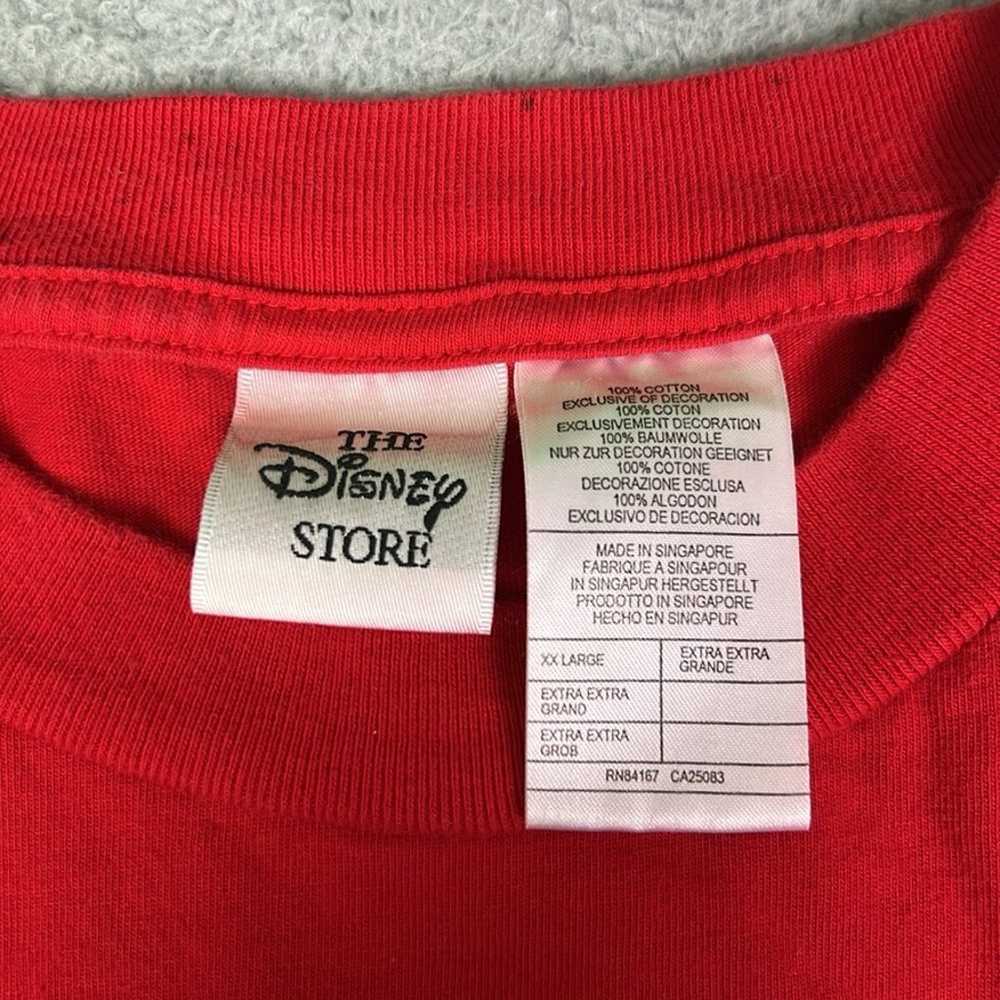 THE
Disney
STORE
100% COTTON
EXCLUSIVE OF DECORATION
100% COTON
EXCLUSIVEMENT DECORATION
100% BAUMWOLLE
NUR ZUR DECORATION GEEIGNET
100% COTONE
DECORAZIONE ESCLUSA
100% ALGODON
EXCLUSIVO DE DECORACION
MADE IN SINGAPORE
FABRIQUE A SINGAPOUR
IN SINGAPUR HERGESTELLT
PRODOTTO IN SINGAPORE
HECHO EN SINGAPUR
XX LARGE
EXTRA EXTRA
GRANDE
EXTRA EXTRA
GRAND
EXTRA EXTRA
GROB
RN84167 CA25083